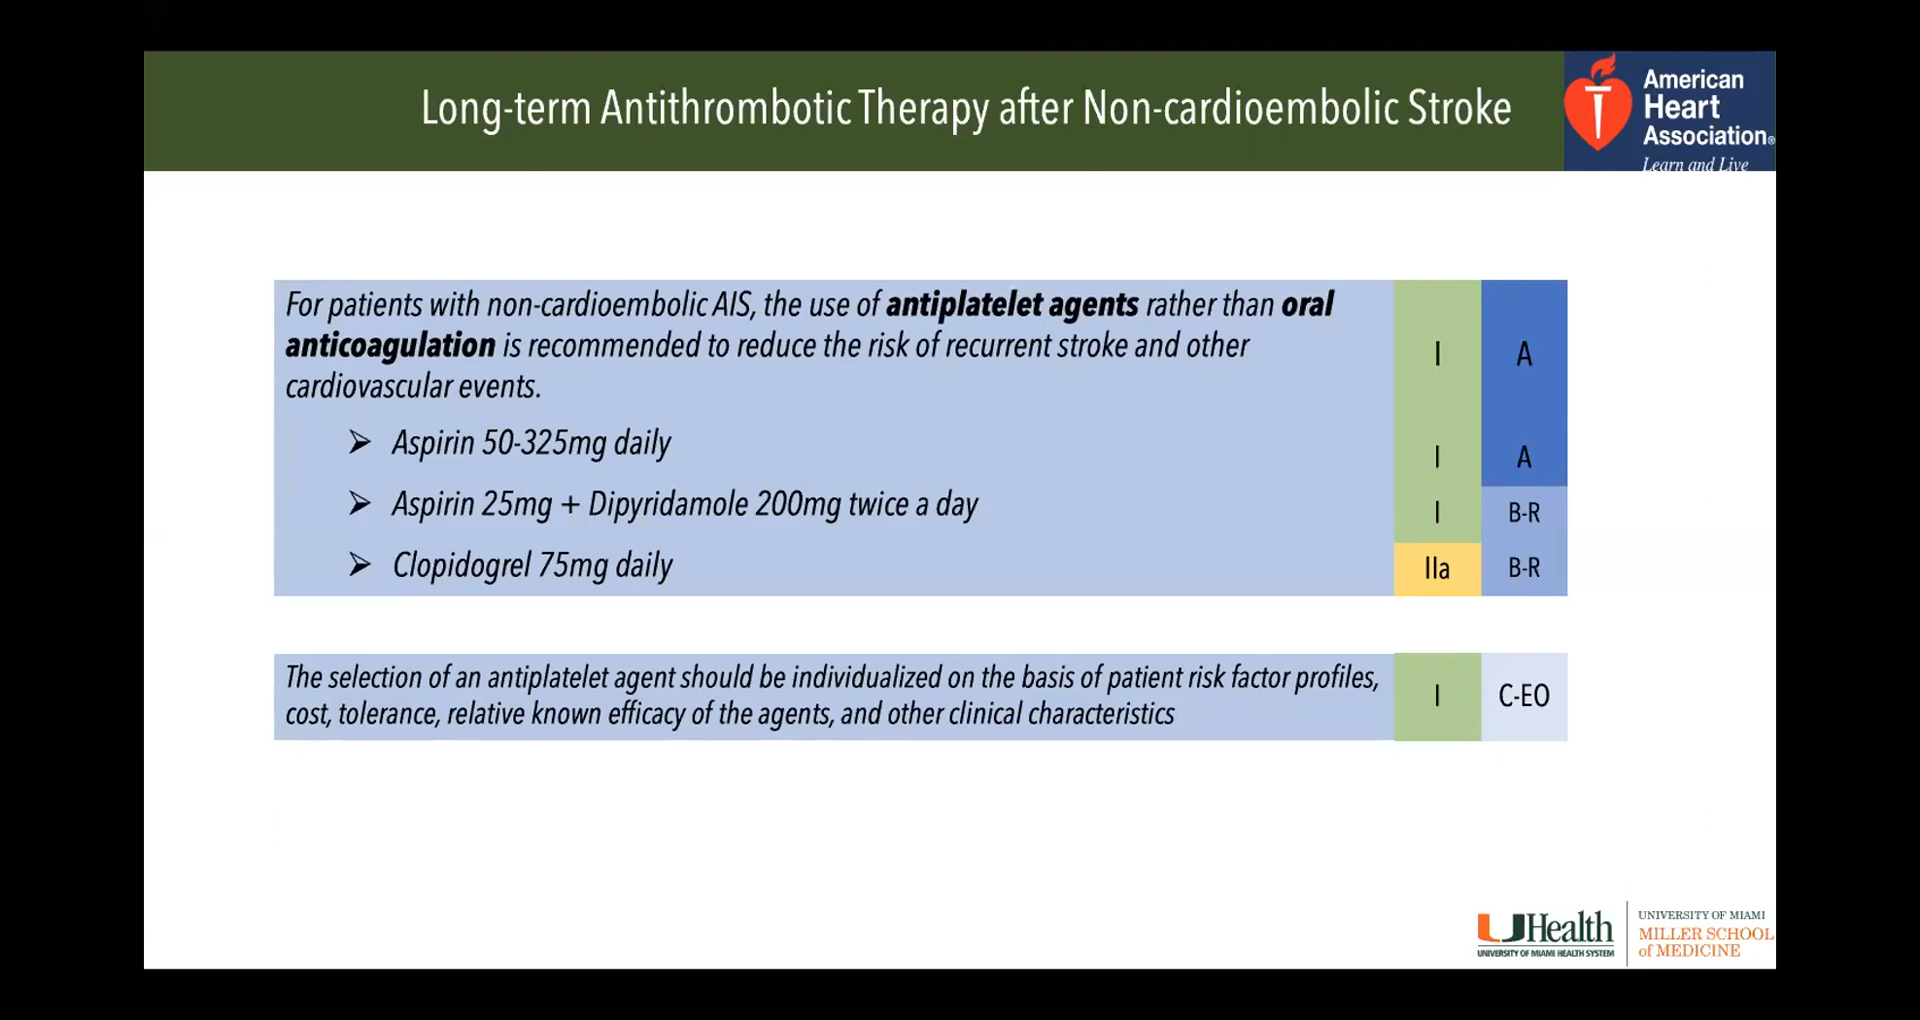 Long-term Antithrombotic Therapy after Non-cardioembolic Stroke
American
Heart
Association®
Learn and Live
For patients with non-cardioembolic AIS, the use of antiplatelet agents rather than oral
anticoagulation is recommended to reduce the risk of recurrent stroke and other
cardiovascular events.
I A
Aspirin 50-325mg daily
I A
Aspirin 25mg + Dipyridamole 200mg twice a day
I B-R
Clopidogrel 75mg daily
IIa B-R
The selection of an antiplatelet agent should be individualized on the basis of patient risk factor profiles,
cost, tolerance, relative known efficacy of the agents, and other clinical characteristics
I C-EO
UHealth
UNIVERSITY OF MIAMI HEALTH SYSTEM
UNIVERSITY OF MIAMI
MILLER SCHOOL
of MEDICINE